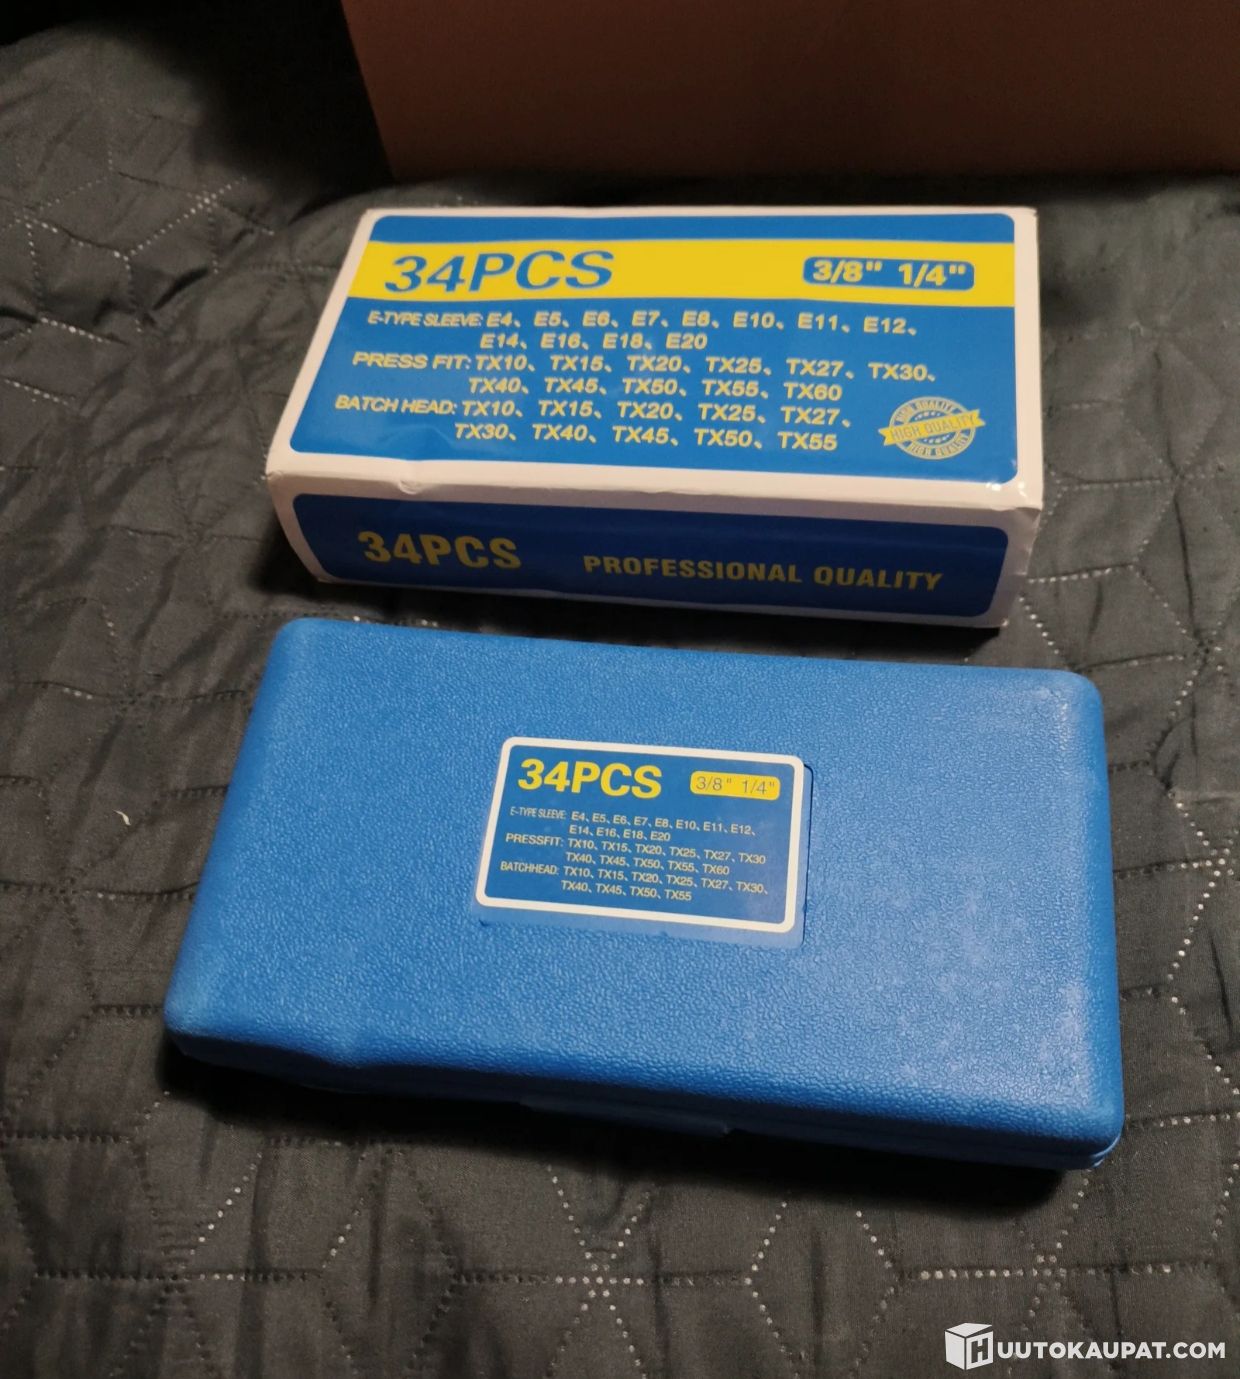 34PCS 3/8" 1/4"
E-TYPE SLEEVE: E4、E5、E6、E7、E8、E10、E11、E12、
E14、E16、E18、E20
PRESS FIT: TX10、TX15、TX20、TX25、TX27、TX30、
TX40、TX45、TX50、TX55、TX60
BATCH HEAD: TX10、TX15、TX20、TX25、TX27、
TX30、TX40、TX45、TX50、TX55
HIGH QUALITY
HIGH QUALITY
HIGH QUALITY
34PCS PROFESSIONAL QUALITY
34PCS 3/8" 1/4"
E-TYPE SLEEVE: E4、E5、E6、E7、E8、E10、E11、E12、
E14、E16、E18、E20
PRESSFIT: TX10、TX15、TX20、TX25、TX27、TX30
TX40、TX45、TX50、TX55、TX60
BATCHHEAD: TX10、TX15、TX20、TX25、TX27、TX30、
TX40、TX45、TX50、TX55
HUUTOKAUPAT.COM